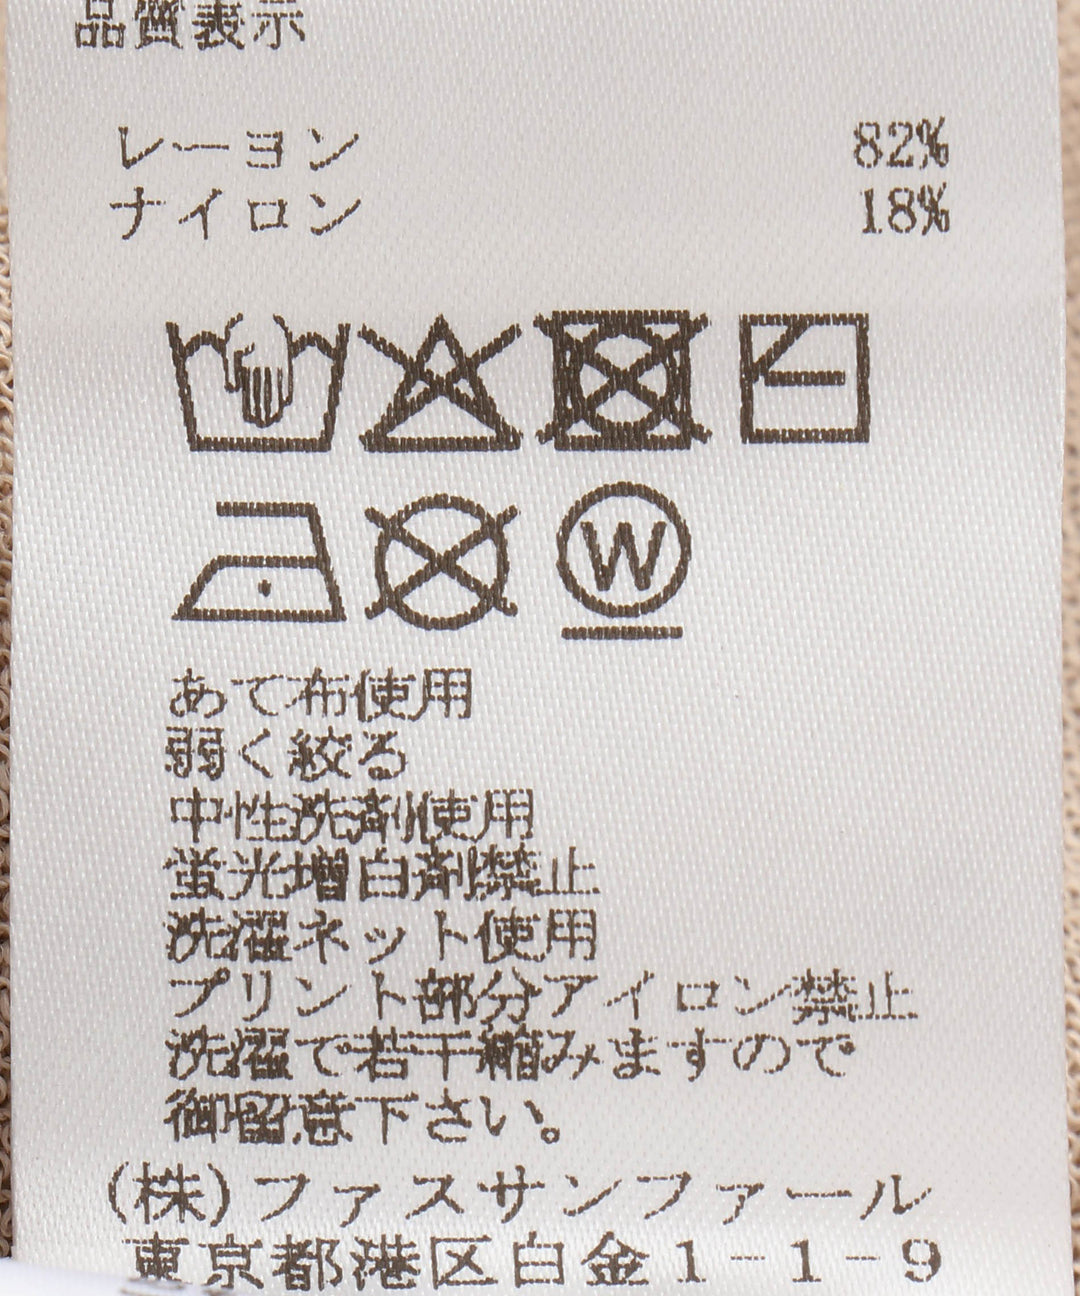 品質表示
レーヨン 82%
ナイロン 18%
W
あて布使用
弱く絞る
中性洗剤使用
蛍光増白剤禁止
洗濯ネット使用
プリント部分アイロン禁止
洗濯で若干縮みますので
御留意下さい。
(株)ファスサンファール
東京都港区白金1-1-9